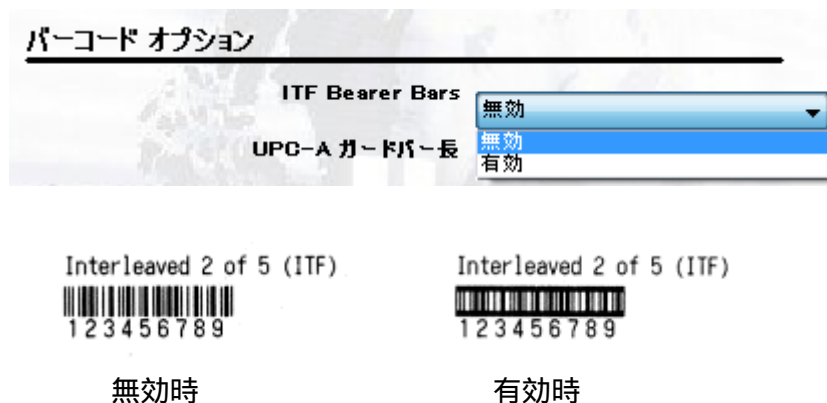 バーコード オプション
ITF Bearer Bars
無効
UPC-A ガードバー長
無効
有効
Interleaved 2 of 5 (ITF)
Interleaved 2 of 5 (ITF)
123456789
123456789
無効時
有効時